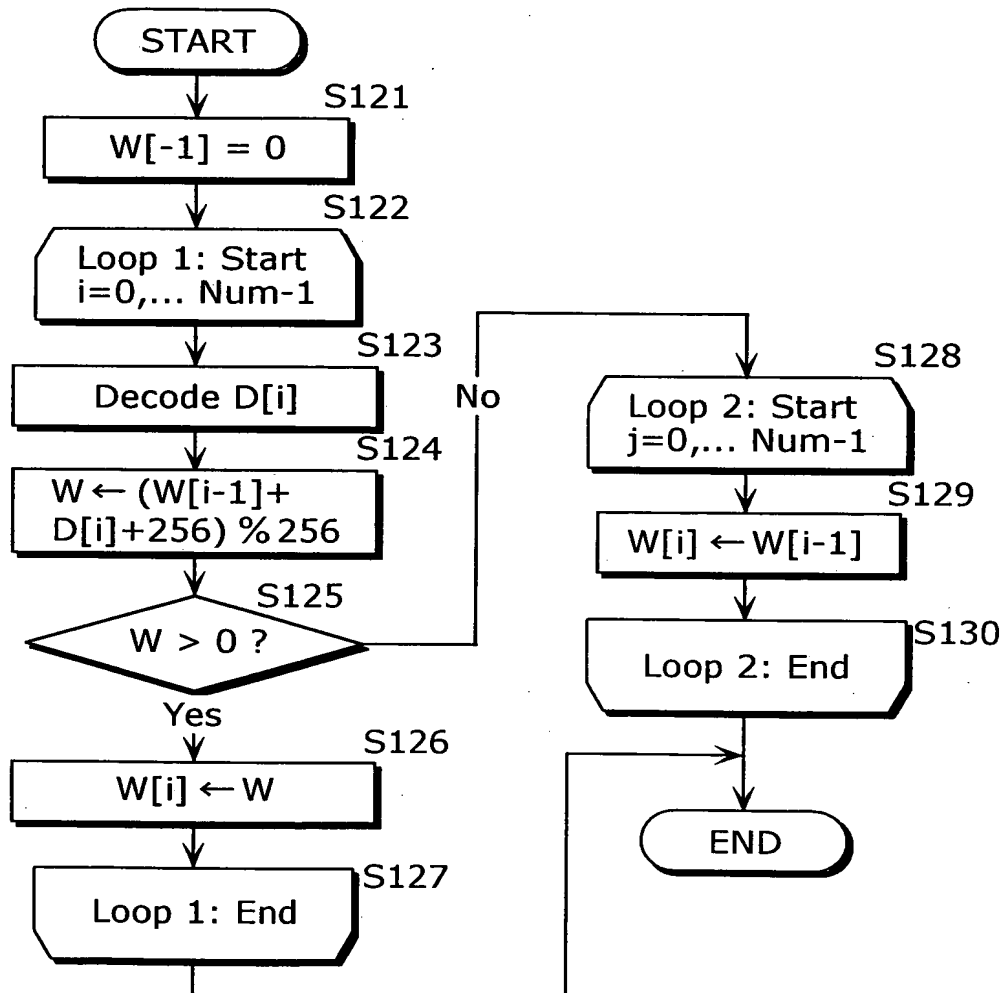 START
S121
W[-1] = 0
S122
Loop 1: Start
i=0,... Num-1
S123
Decode D[i]
S124
W ← (W[i-1]+
D[i]+256) % 256
S125
W > 0 ?
Yes
S126
W[i] ← W
S127
Loop 1: End
No
S128
Loop 2: Start
j=0,... Num-1
S129
W[i] ← W[i-1]
S130
Loop 2: End
END